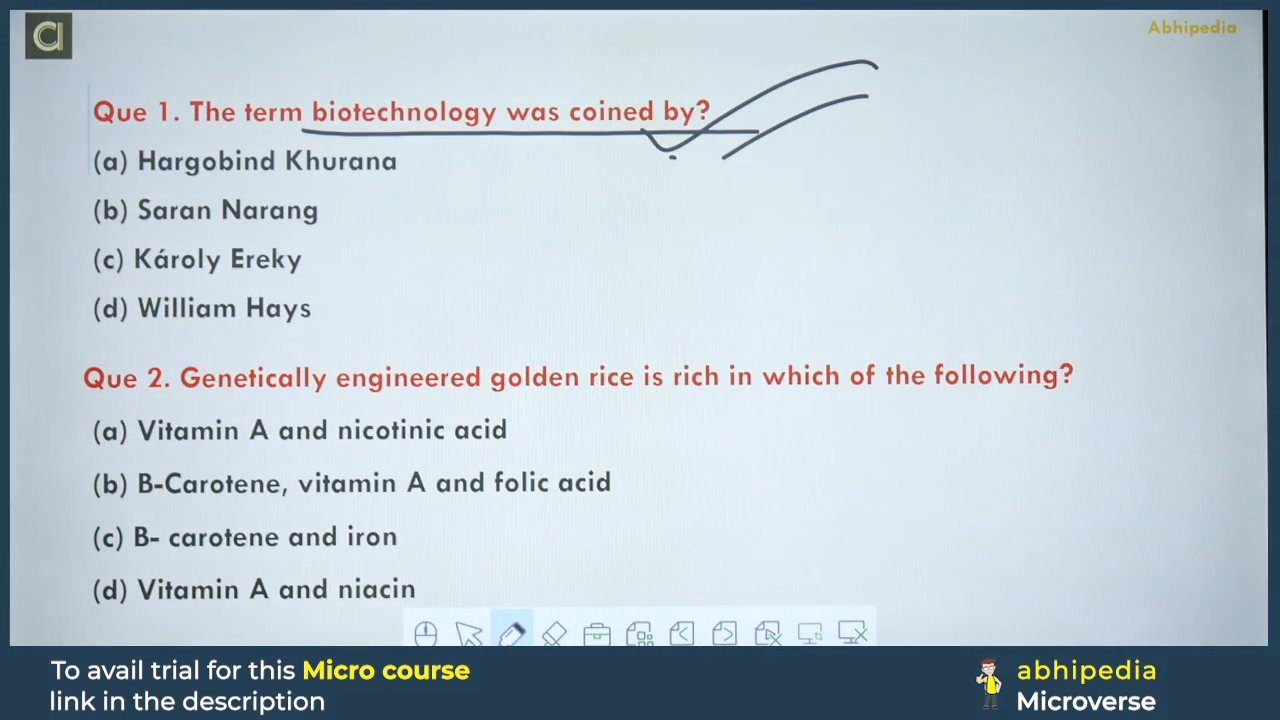 a
Abhipedia
Que 1. The term biotechnology was coined by?
(a) Hargobind Khurana
(b) Saran Narang
(c) Károly Ereky
(d) William Hays
Que 2. Genetically engineered golden rice is rich in which of the following?
(a) Vitamin A and nicotinic acid
(b) B-Carotene, vitamin A and folic acid
(c) B- carotene and iron
(d) Vitamin A and niacin
To avail trial for this Micro course
link in the description
abhipedia
Microverse